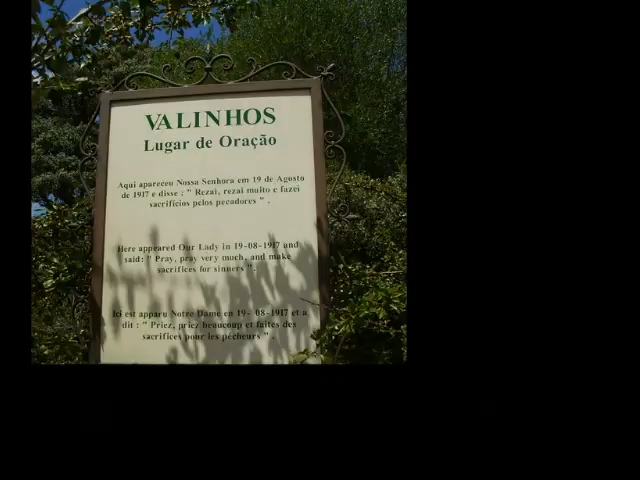 VALINHOS
Lugar de Oração
Aqui apareceu Nossa Senhora em 19 de Agosto
de 1917 e disse : " Rezai, rezai muito e fazei
sacrifícios pelos pecadores " .
Here appeared Our Lady in 19-08-1917 and
said: " Pray, pray very much, and make
sacrifices for sinners ".
Ici est apparu Notre Dame en 19- 08-1917 et a
dit : " Priez, priez beaucoup et faites des
sacrifices pour les pécheurs " .